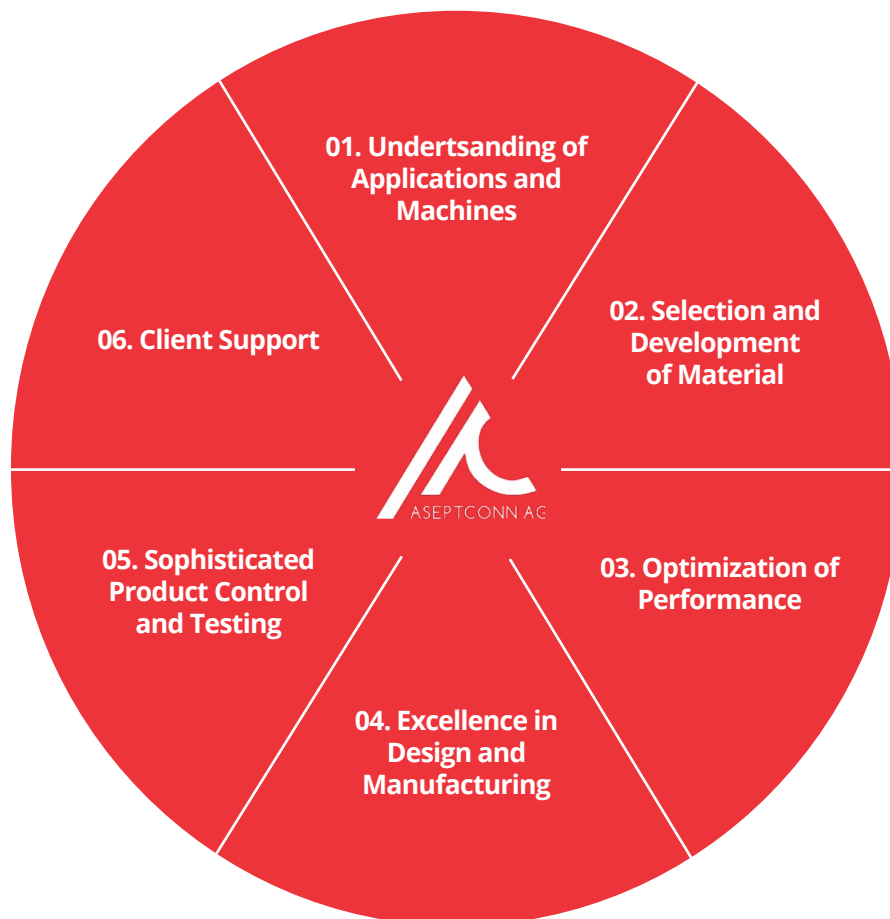 01. Undertsanding of
Applications and
Machines
02. Selection and
Development
of Material
03. Optimization of
Performance
04. Excellence in
Design and
Manufacturing
05. Sophisticated
Product Control
and Testing
06. Client Support
ASEPTCONN AG